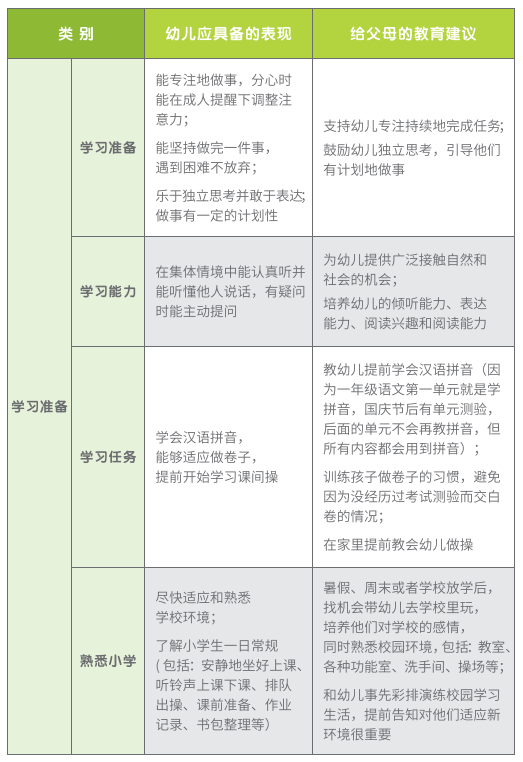 类 别
幼儿应具备的表现
给父母的教育建议
学习准备
学习准备
能专注地做事，分心时
能在成人提醒下调整注
意力；
能坚持做完一件事，
遇到困难不放弃；
乐于独立思考并敢于表达；
做事有一定的计划性
支持幼儿专注持续地完成任务；
鼓励幼儿独立思考，引导他们
有计划地做事
学习能力
在集体情境中能认真听并
能听懂他人说话，有疑问
时能主动提问
为幼儿提供广泛接触自然和
社会的机会；
培养幼儿的倾听能力、表达
能力、阅读兴趣和阅读能力
学习任务
学会汉语拼音，
能够适应做卷子，
提前开始学习课间操
教幼儿提前学会汉语拼音（因
为一年级语文第一单元就是学
拼音，国庆节后有单元测验，
后面的单元不会再教拼音，但
所有内容都会用到拼音）；
训练孩子做卷子的习惯，避免
因为没经历过考试测验而交白
卷的情况；
在家里提前教会幼儿做操
熟悉小学
尽快适应和熟悉
学校环境；
了解小学生一日常规
（包括：安静地坐好上课、
听铃声上课下课、排队
出操、课前准备、作业
记录、书包整理等）
暑假、周末或者学校放学后，
找机会带幼儿去学校里玩，
培养他们对学校的感情，
同时熟悉校园环境，包括：教室、
各种功能室、洗手间、操场等；
和幼儿事先彩排演练校园学习
生活，提前告知对他们适应新
环境很重要